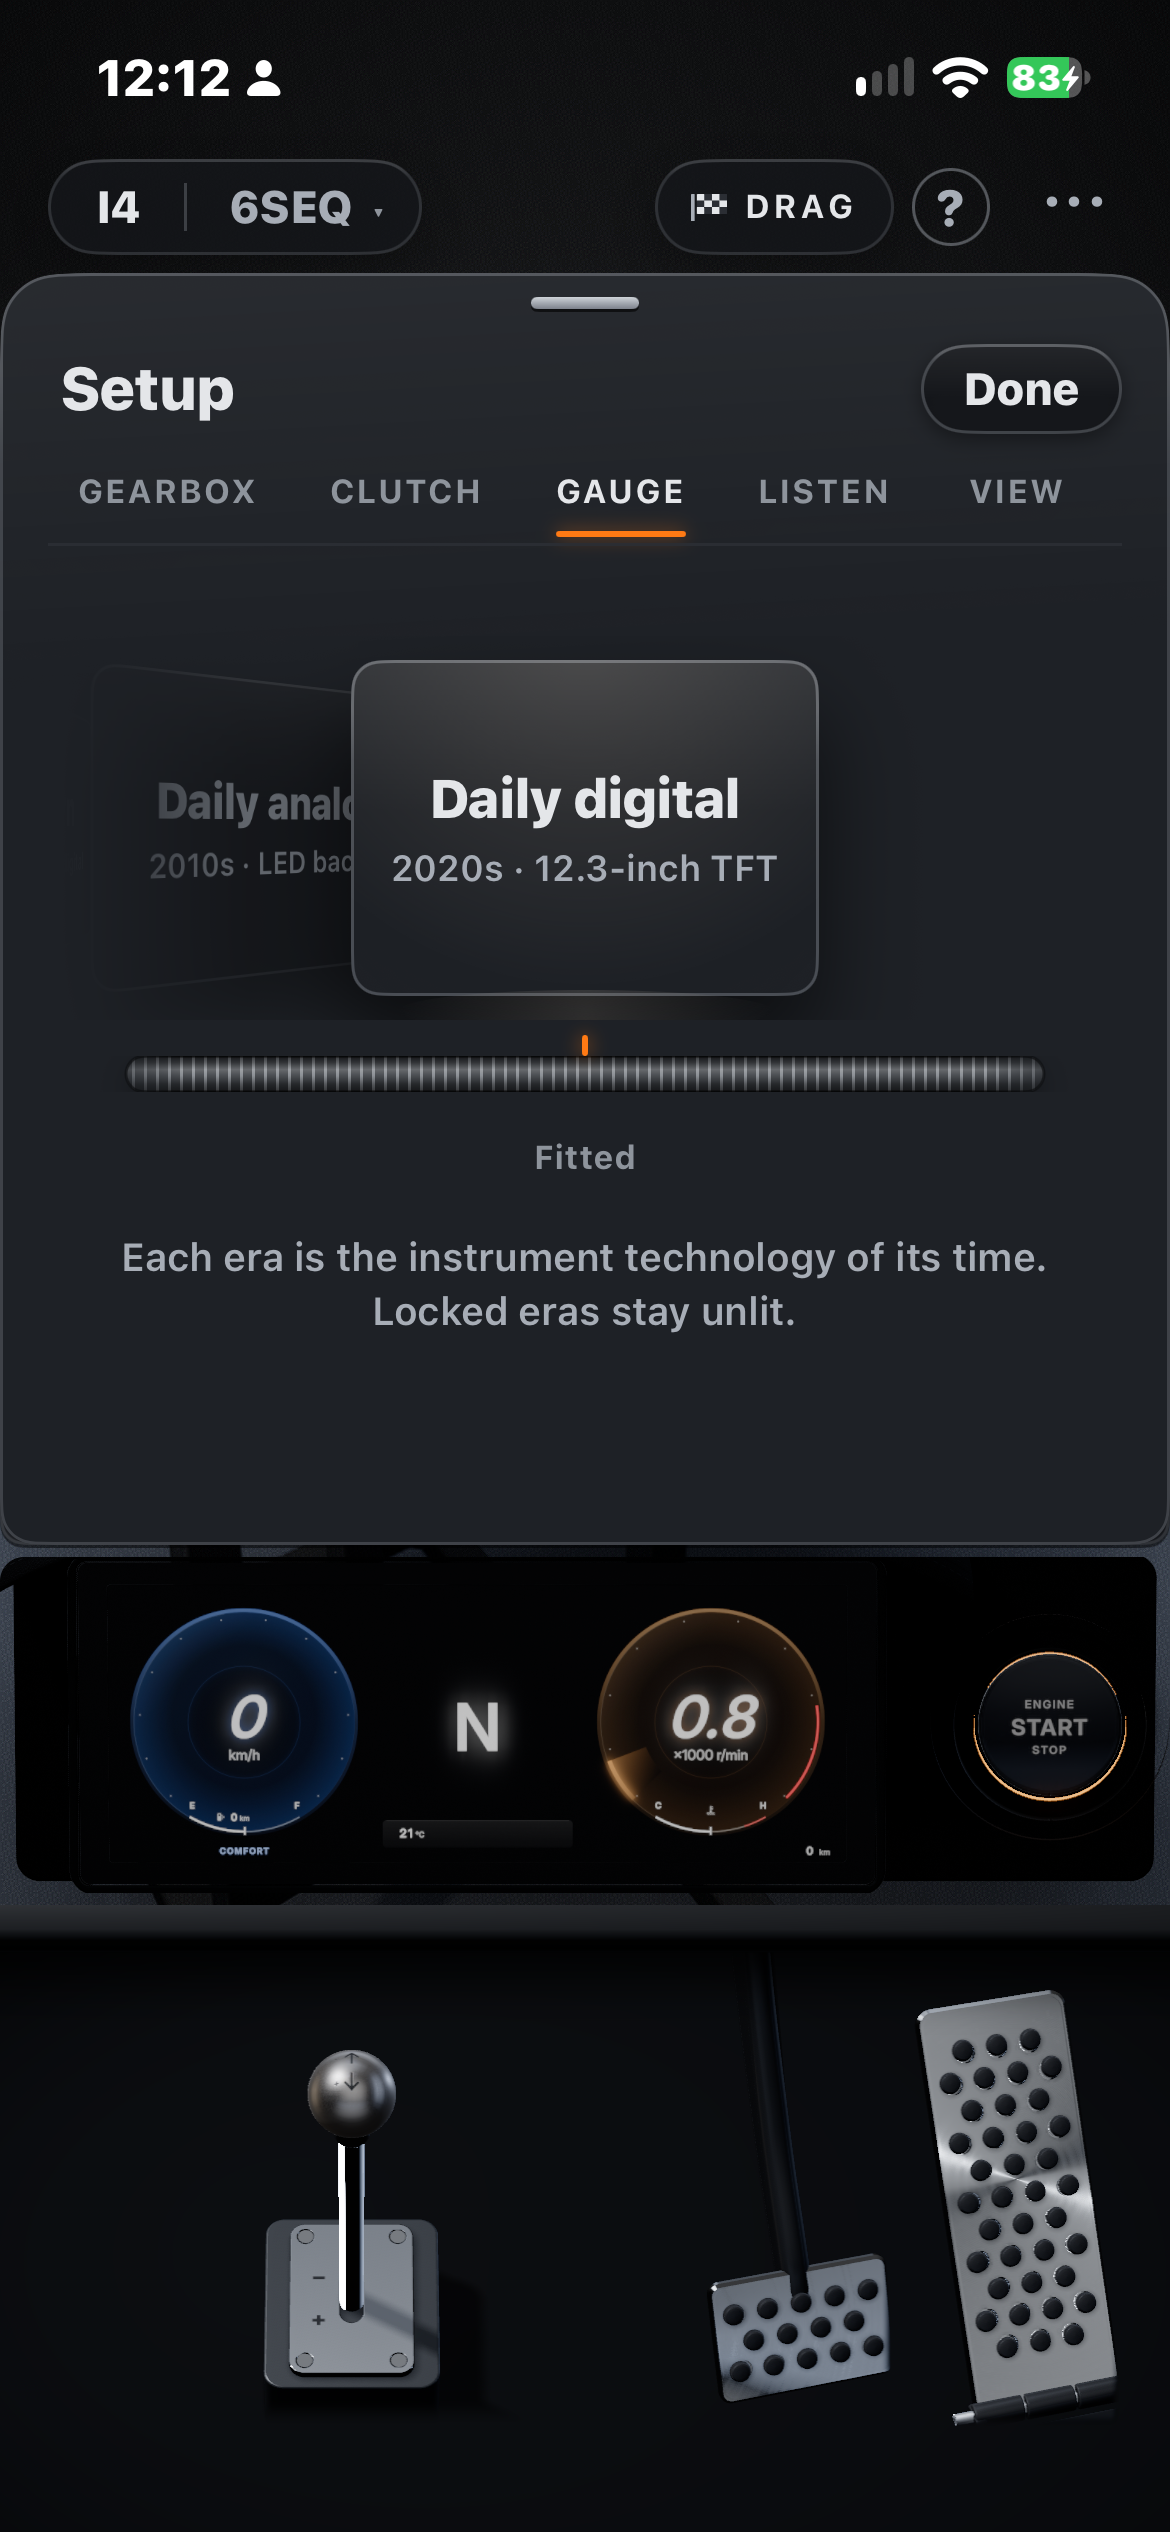 12:12
83
I4
6SEQ
DRAG
?
Setup
Done
GEARBOX
CLUTCH
GAUGE
LISTEN
VIEW
Daily
2010s · LED
Daily digital
2020s · 12.3-inch TFT
Fitted
Each era is the instrument technology of its time.
Locked eras stay unlit.
0
km/h
E
F
0 km
COMFORT
N
21°C
0.8
×1000 r/min
C
H
0 km
ENGINE
START
STOP
−
+